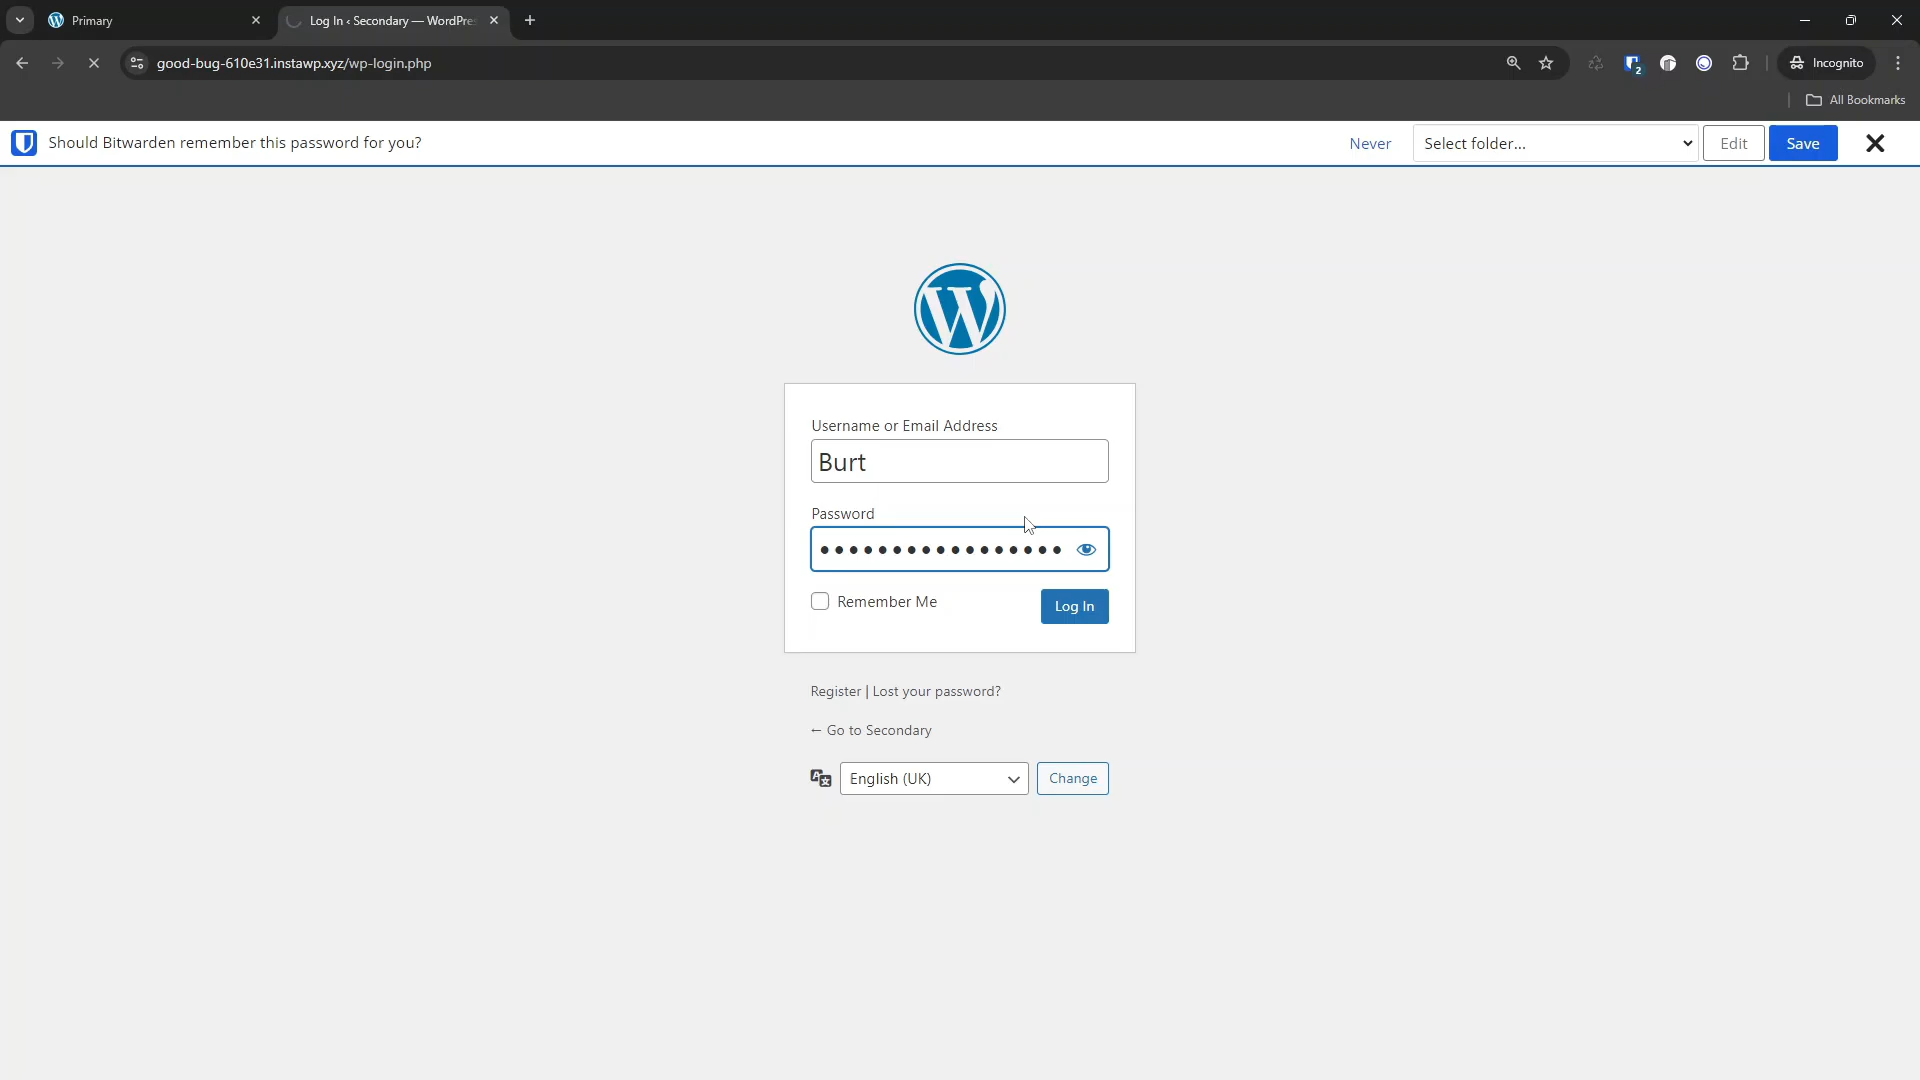 Primary
Log In ‹ Secondary — WordPre
good-bug-610e31.instawp.xyz/wp-login.php
2
Incognito
All Bookmarks
Should Bitwarden remember this password for you?
Never
Select folder...
Edit
Save
Username or Email Address
Burt
Password
Remember Me
Log In
Register | Lost your password?
← Go to Secondary
English (UK)
Change